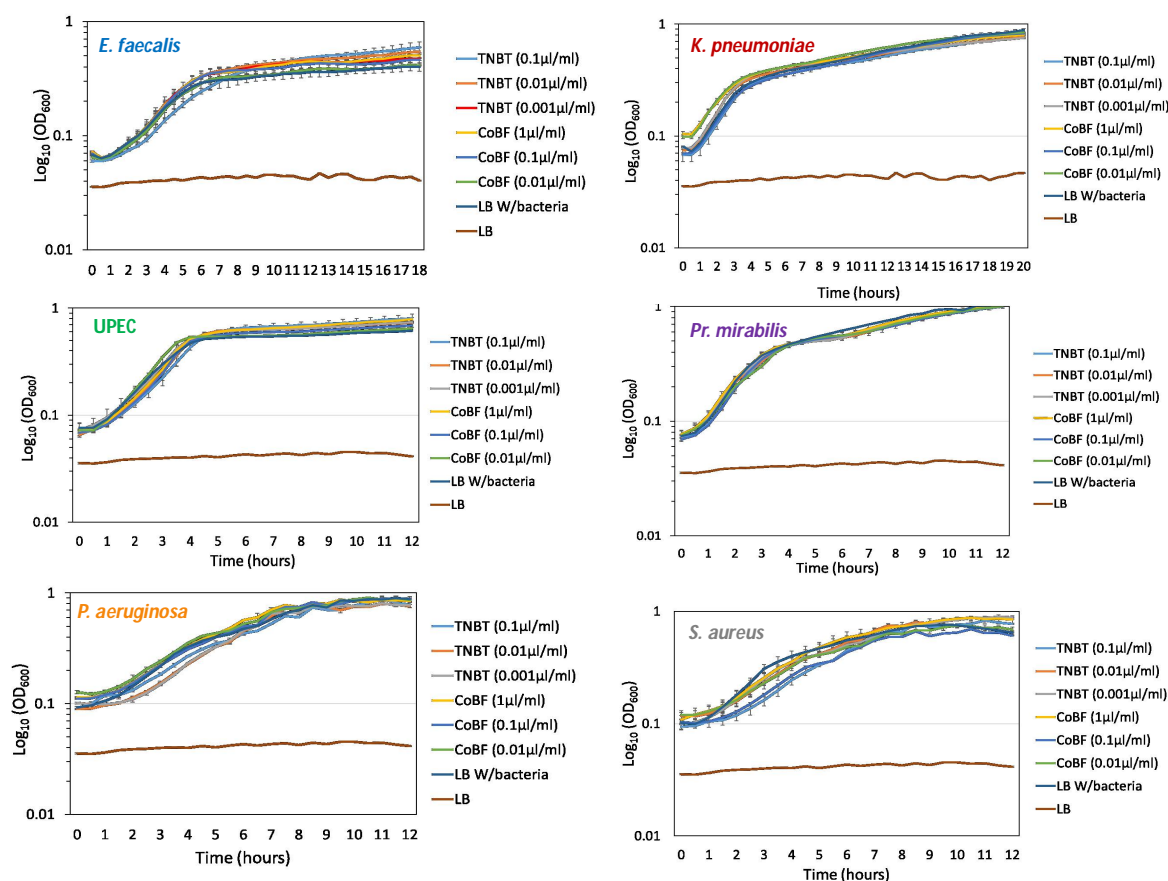 E. faecalis
Log10 (OD600)
1
0.1
0.01
0 1 2 3 4 5 6 7 8 9 10 11 12 13 14 15 16 17 18
TNBT (0.1µl/ml)
TNBT (0.01µl/ml)
TNBT (0.001µl/ml)
CoBF (1µl/ml)
CoBF (0.1µl/ml)
CoBF (0.01µl/ml)
LB W/bacteria
LB
K. pneumoniae
Log10 (OD600)
1
0.1
0.01
0 1 2 3 4 5 6 7 8 9 10 11 12 13 14 15 16 17 18 19 20
Time (hours)
TNBT (0.1µl/ml)
TNBT (0.01µl/ml)
TNBT (0.001µl/ml)
CoBF (1µl/ml)
CoBF (0.1µl/ml)
CoBF (0.01µl/ml)
LB W/bacteria
LB
UPEC
Log10 (OD600)
1
0.1
0.01
0 1 2 3 4 5 6 7 8 9 10 11 12
Time (hours)
TNBT (0.1µl/ml)
TNBT (0.01µl/ml)
TNBT (0.001µl/ml)
CoBF (1µl/ml)
CoBF (0.1µl/ml)
CoBF (0.01µl/ml)
LB W/bacteria
LB
Pr. mirabilis
Log10 (OD600)
1
0.1
0.01
0 1 2 3 4 5 6 7 8 9 10 11 12
Time (hours)
TNBT (0.1µl/ml)
TNBT (0.01µl/ml)
TNBT (0.001µl/ml)
CoBF (1µl/ml)
CoBF (0.1µl/ml)
CoBF (0.01µl/ml)
LB W/bacteria
LB
P. aeruginosa
Log10 (OD600)
1
0.1
0.01
0 1 2 3 4 5 6 7 8 9 10 11 12
Time (hours)
TNBT (0.1µl/ml)
TNBT (0.01µl/ml)
TNBT (0.001µl/ml)
CoBF (1µl/ml)
CoBF (0.1µl/ml)
CoBF (0.01µl/ml)
LB W/bacteria
LB
S. aureus
Log10 (OD600)
1
0.1
0.01
0 1 2 3 4 5 6 7 8 9 10 11 12
Time (hours)
TNBT (0.1µl/ml)
TNBT (0.01µl/ml)
TNBT (0.001µl/ml)
CoBF (1µl/ml)
CoBF (0.1µl/ml)
CoBF (0.01µl/ml)
LB W/bacteria
LB